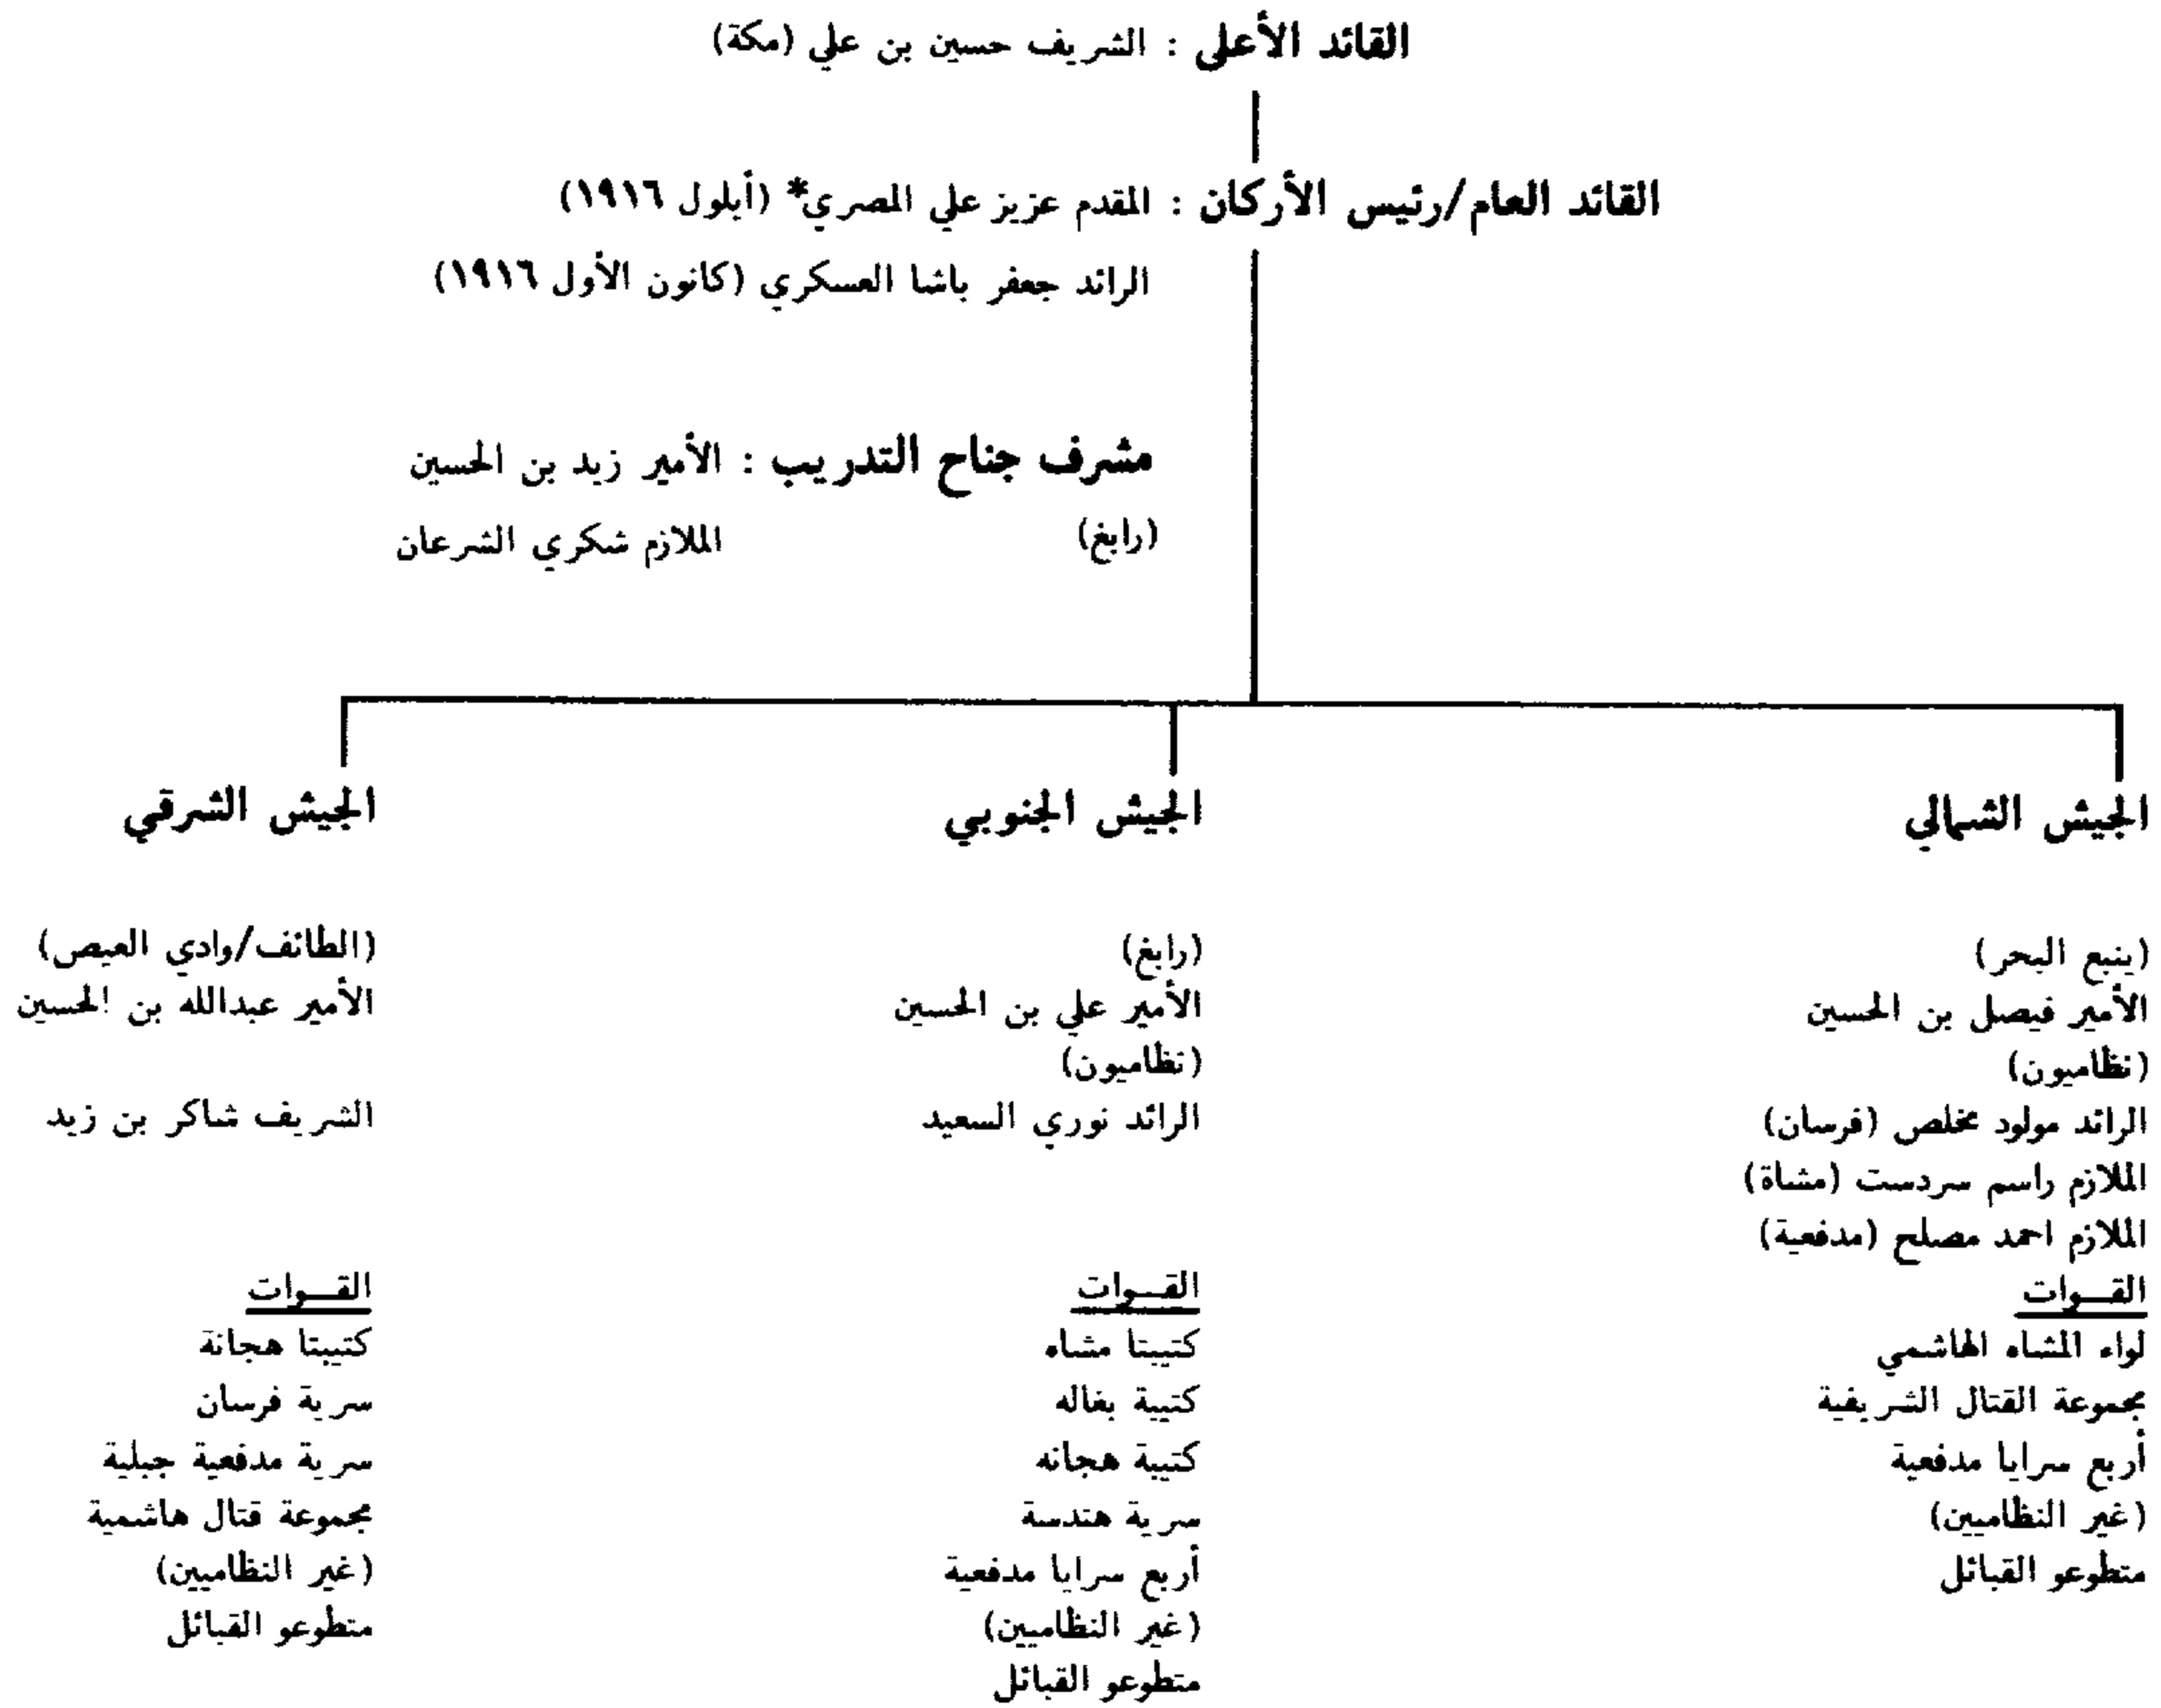 القائد الأعلى : الشريف حسين بن علي (مكة)
القائد العام/رئيس الأركان : المقدم عزيز علي المصري* (أيلول ١٩١٦)
الرائد جعفر باشا العسكري (كانون الأول ١٩١٦)
مشرف جناح التدريب : الأمير زيد بن الحسين
(رابغ) الملازم شكري الشرعان
الجيش الشمالي
(ينبع البحر)
الأمير فيصل بن الحسين
(نظاميون)
الرائد مولود مخلص (فرسان)
الملازم راسم سردست (مشاة)
الملازم احمد مصلح (مدفعية)
القــوات
لواء المشاه الهاشمي
مجموعة القتال الشريفية
أربع سرايا مدفعية
(غير النظاميين)
متطوعو القبائل
الجيش الجنوبي
(رابغ)
الأمير علي بن الحسين
(نظاميون)
الرائد نوري السعيد
القــوات
كتيبتا مشاه
كتيبة بغاله
كتيبة هجانه
سرية هندسة
أربع سرايا مدفعية
(غير النظاميين)
متطوعو القبائل
الجيش الشرقي
(الطائف/وادي العيص)
الأمير عبدالله بن الحسين
الشريف شاكر بن زيد
القــوات
كتيبتا هجانة
سرية فرسان
سرية مدفعية جبلية
مجموعة قتال هاشمية
(غير النظاميين)
متطوعو القبائل